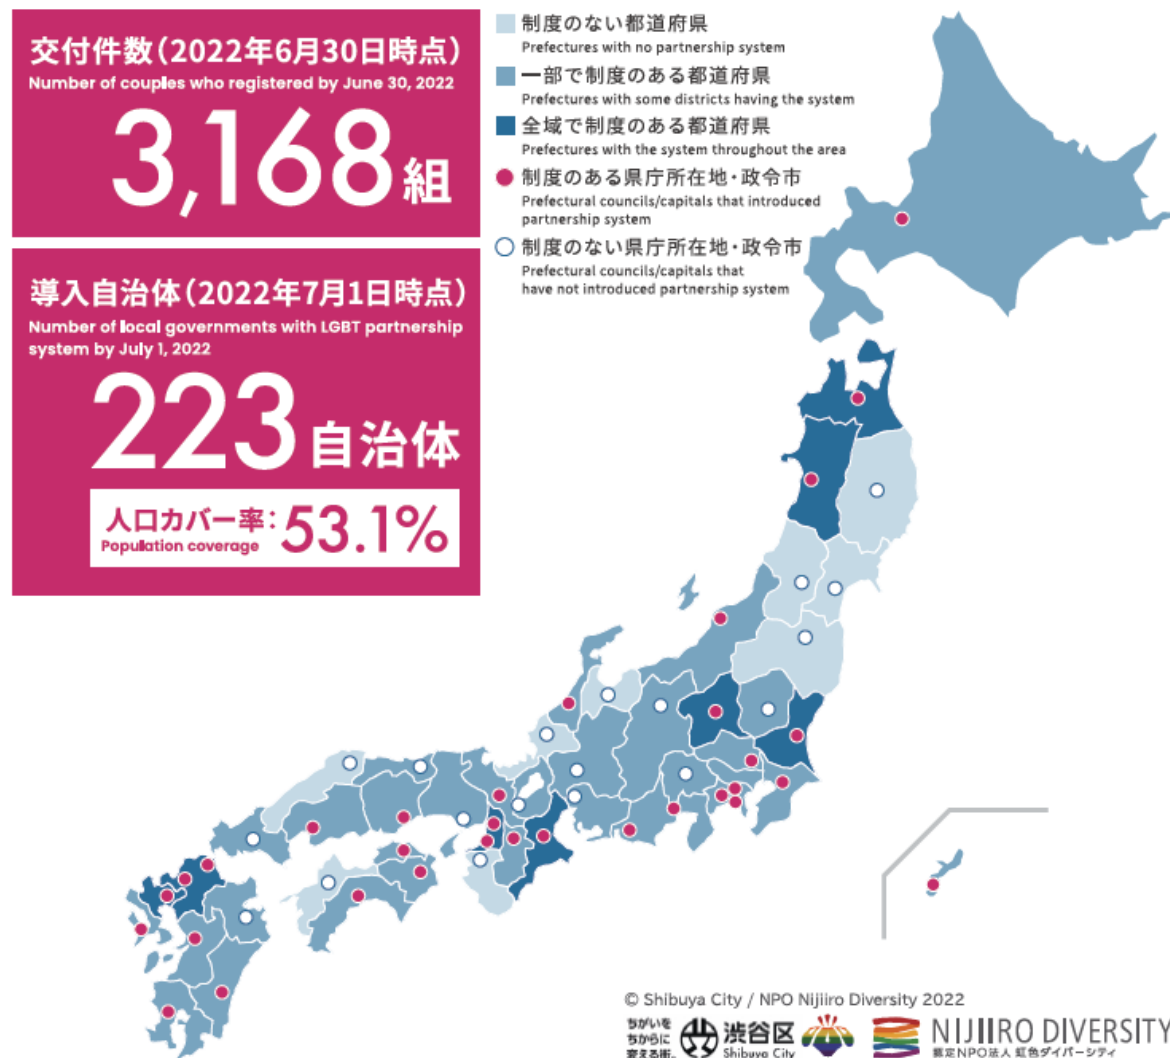 交付件数(2022年6月30日時点)
Number of couples who registered by June 30, 2022
3,168組
導入自治体(2022年7月1日時点)
Number of local governments with LGBT partnership
system by July 1, 2022
223自治体
人口カバー率:53.1%
Population coverage
制度のない都道府県
Prefectures with no partnership system
一部で制度のある都道府県
Prefectures with some districts having the system
全域で制度のある都道府県
Prefectures with the system throughout the area
制度のある県庁所在地・政令市
Prefectural councils/capitals that introduced
partnership system
制度のない県庁所在地・政令市
Prefectural councils/capitals that
have not introduced partnership system
© Shibuya City / NPO Nijiiro Diversity 2022
ちがいを
ちからに
変える街。
渋谷区
Shibuya City
NIJIIRO DIVERSITY
認定NPO法人 虹色ダイバーシティ